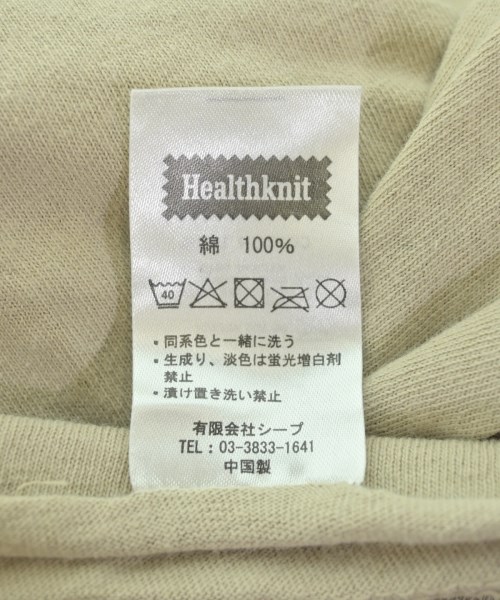 Healthknit
綿 100%
40
・同系色と一緒に洗う
・生成り、淡色は蛍光増白剤
禁止
・漬け置き洗い禁止
有限会社シープ
TEL: 03-3833-1641
中国製